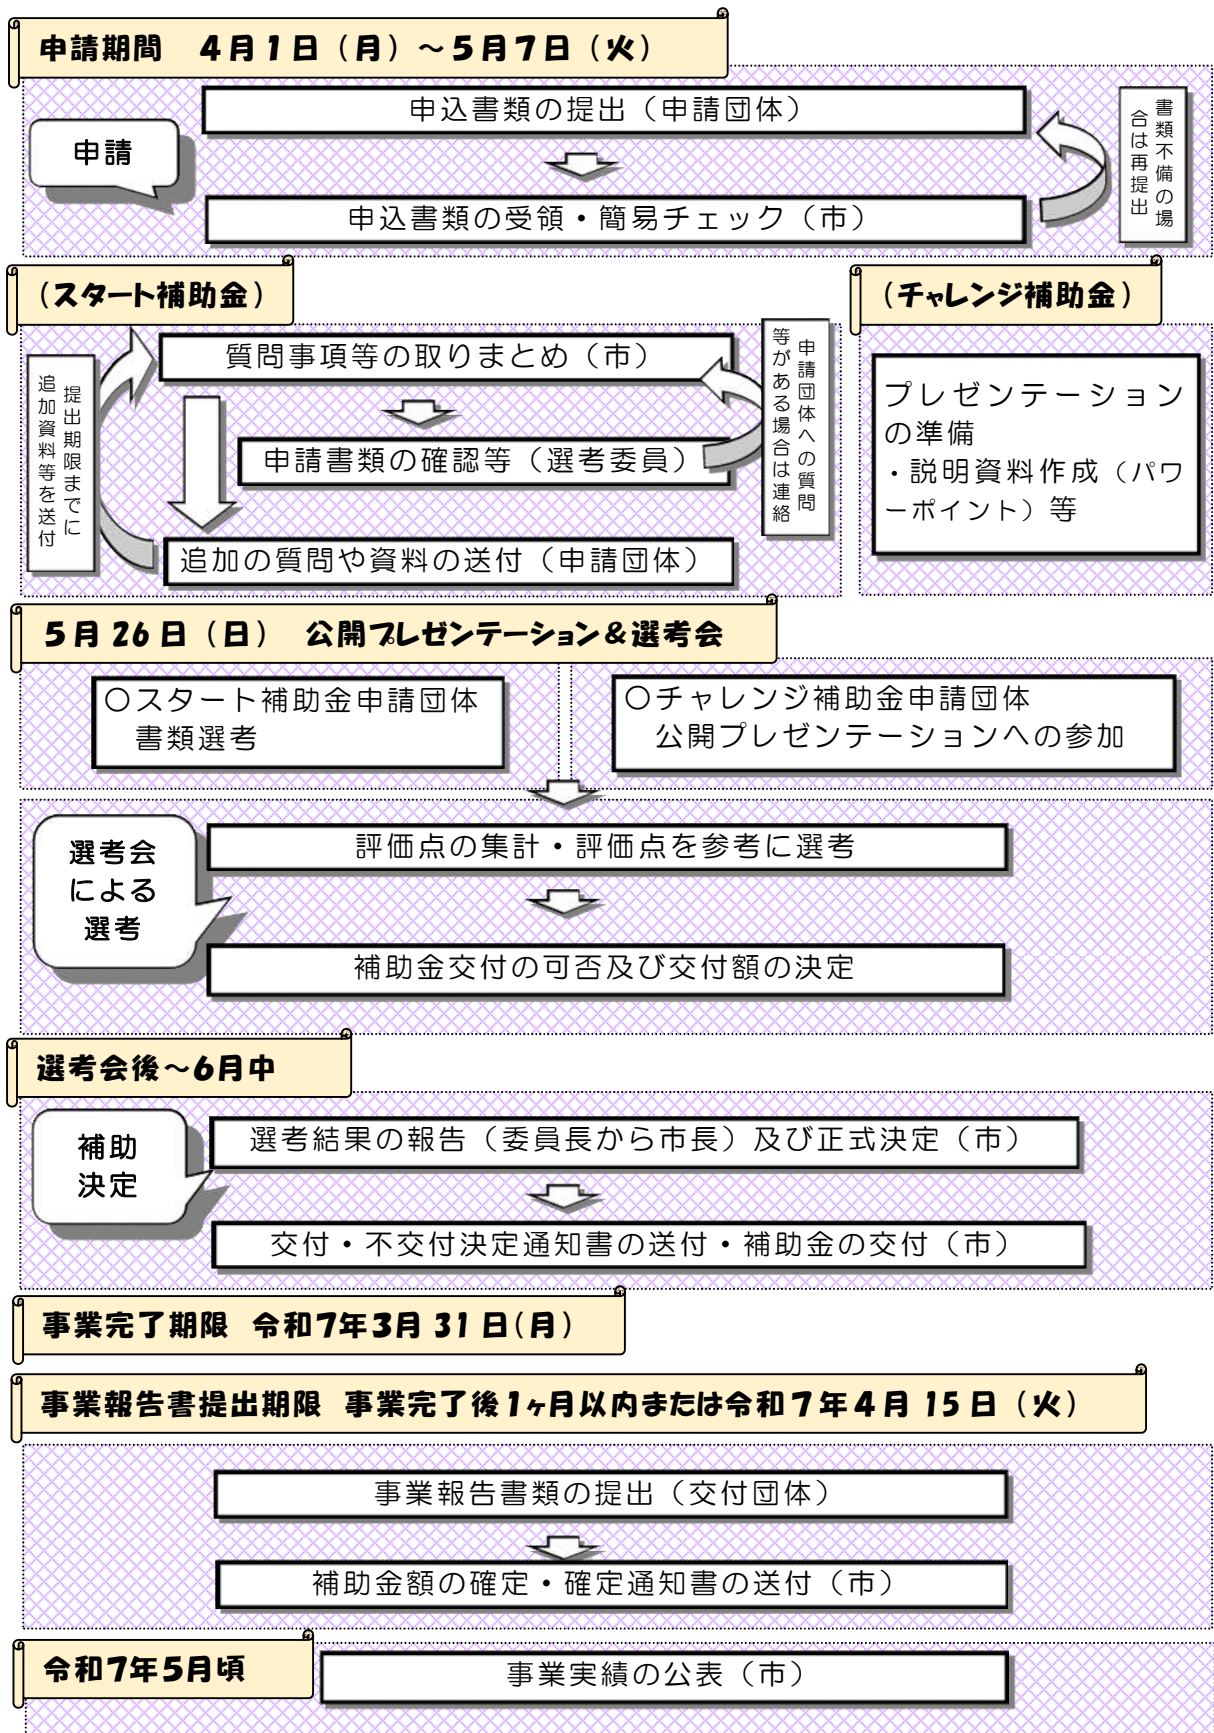 申請期間　４月１日（月）～５月７日（火）
申込書類の提出（申請団体）
申請
申込書類の受領・簡易チェック（市）
書類不備の場
合は再提出
（スタート補助金）
質問事項等の取りまとめ（市）
申請書類の確認等（選考委員）
追加の質問や資料の送付（申請団体）
提出期限までに
追加資料等を送付
申請団体への質問
等がある場合は連絡
（チャレンジ補助金）
プレゼンテーション
の準備
・説明資料作成（パワ
ーポイント）等
５月 26 日（日）　公開プレゼンテーション＆選考会
〇スタート補助金申請団体
書類選考
〇チャレンジ補助金申請団体
公開プレゼンテーションへの参加
選考会
による
選考
評価点の集計・評価点を参考に選考
補助金交付の可否及び交付額の決定
選考会後～６月中
補助
決定
選考結果の報告（委員長から市長）及び正式決定（市）
交付・不交付決定通知書の送付・補助金の交付（市）
事業完了期限　令和７年３月 31 日（月）
事業報告書提出期限　事業完了後１ヶ月以内または令和７年４月 15 日（火）
事業報告書類の提出（交付団体）
補助金額の確定・確定通知書の送付（市）
令和７年５月頃
事業実績の公表（市）